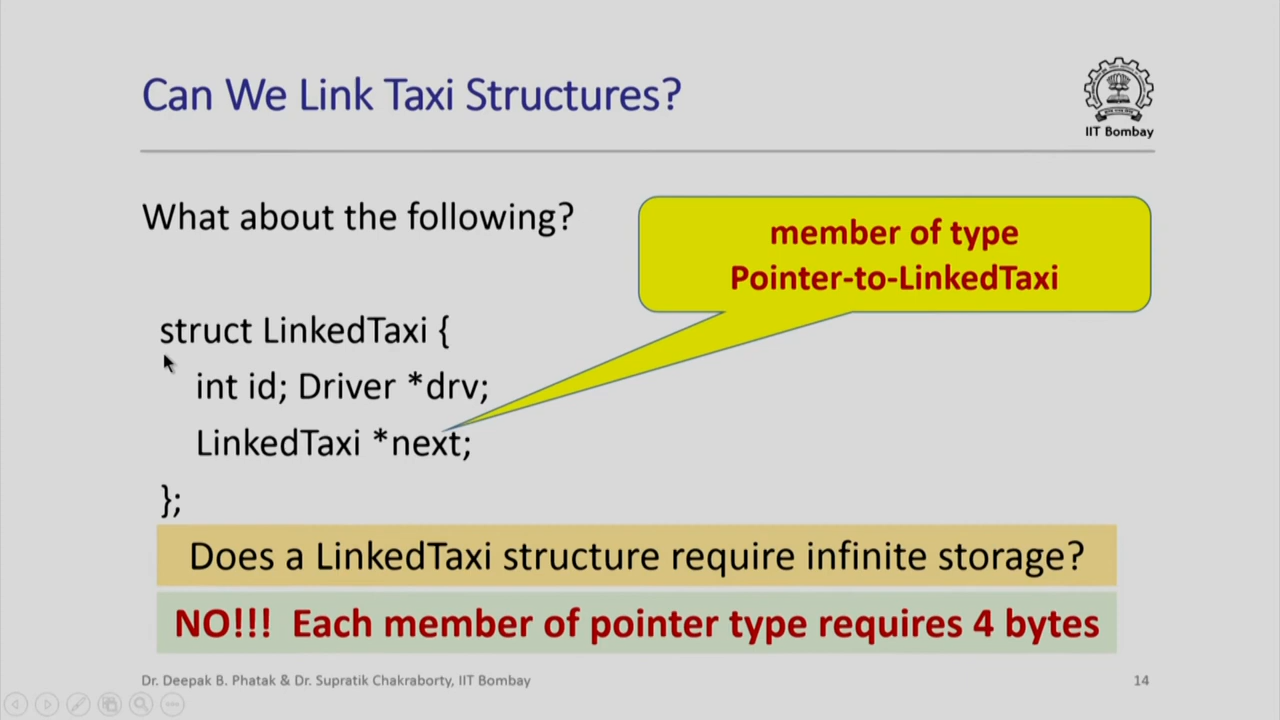 Can We Link Taxi Structures?
IIT Bombay
What about the following?
member of type
Pointer-to-LinkedTaxi
struct LinkedTaxi {
int id; Driver *drv;
LinkedTaxi *next;
};
Does a LinkedTaxi structure require infinite storage?
NO!!! Each member of pointer type requires 4 bytes
Dr. Deepak B. Phatak & Dr. Supratik Chakraborty, IIT Bombay
14